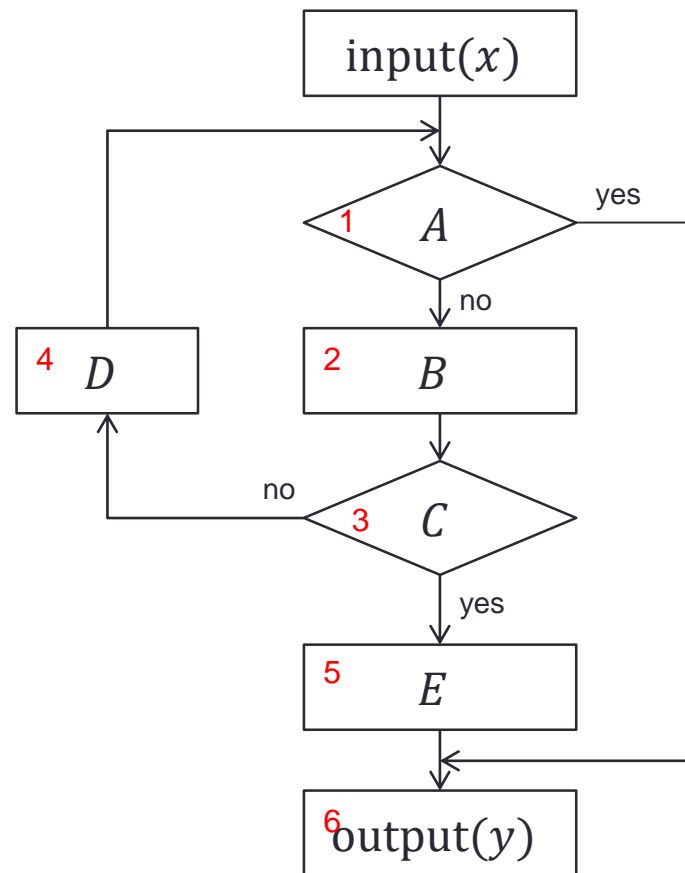 input(x)
1 A
yes
no
4 D
2 B
no
3 C
yes
5 E
6 output(y)